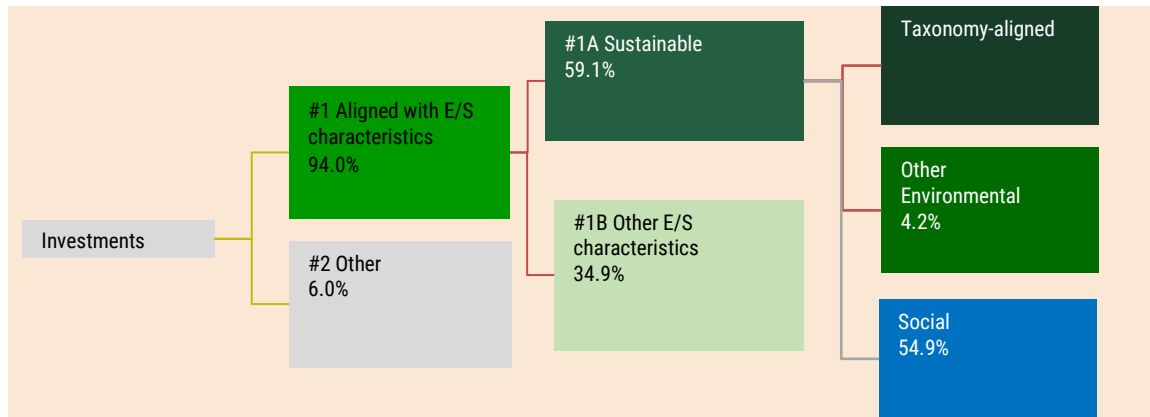 Investments
#1 Aligned with E/S
characteristics
94.0%
#2 Other
6.0%
#1A Sustainable
59.1%
#1B Other E/S
characteristics
34.9%
Taxonomy-aligned
Other
Environmental
4.2%
Social
54.9%